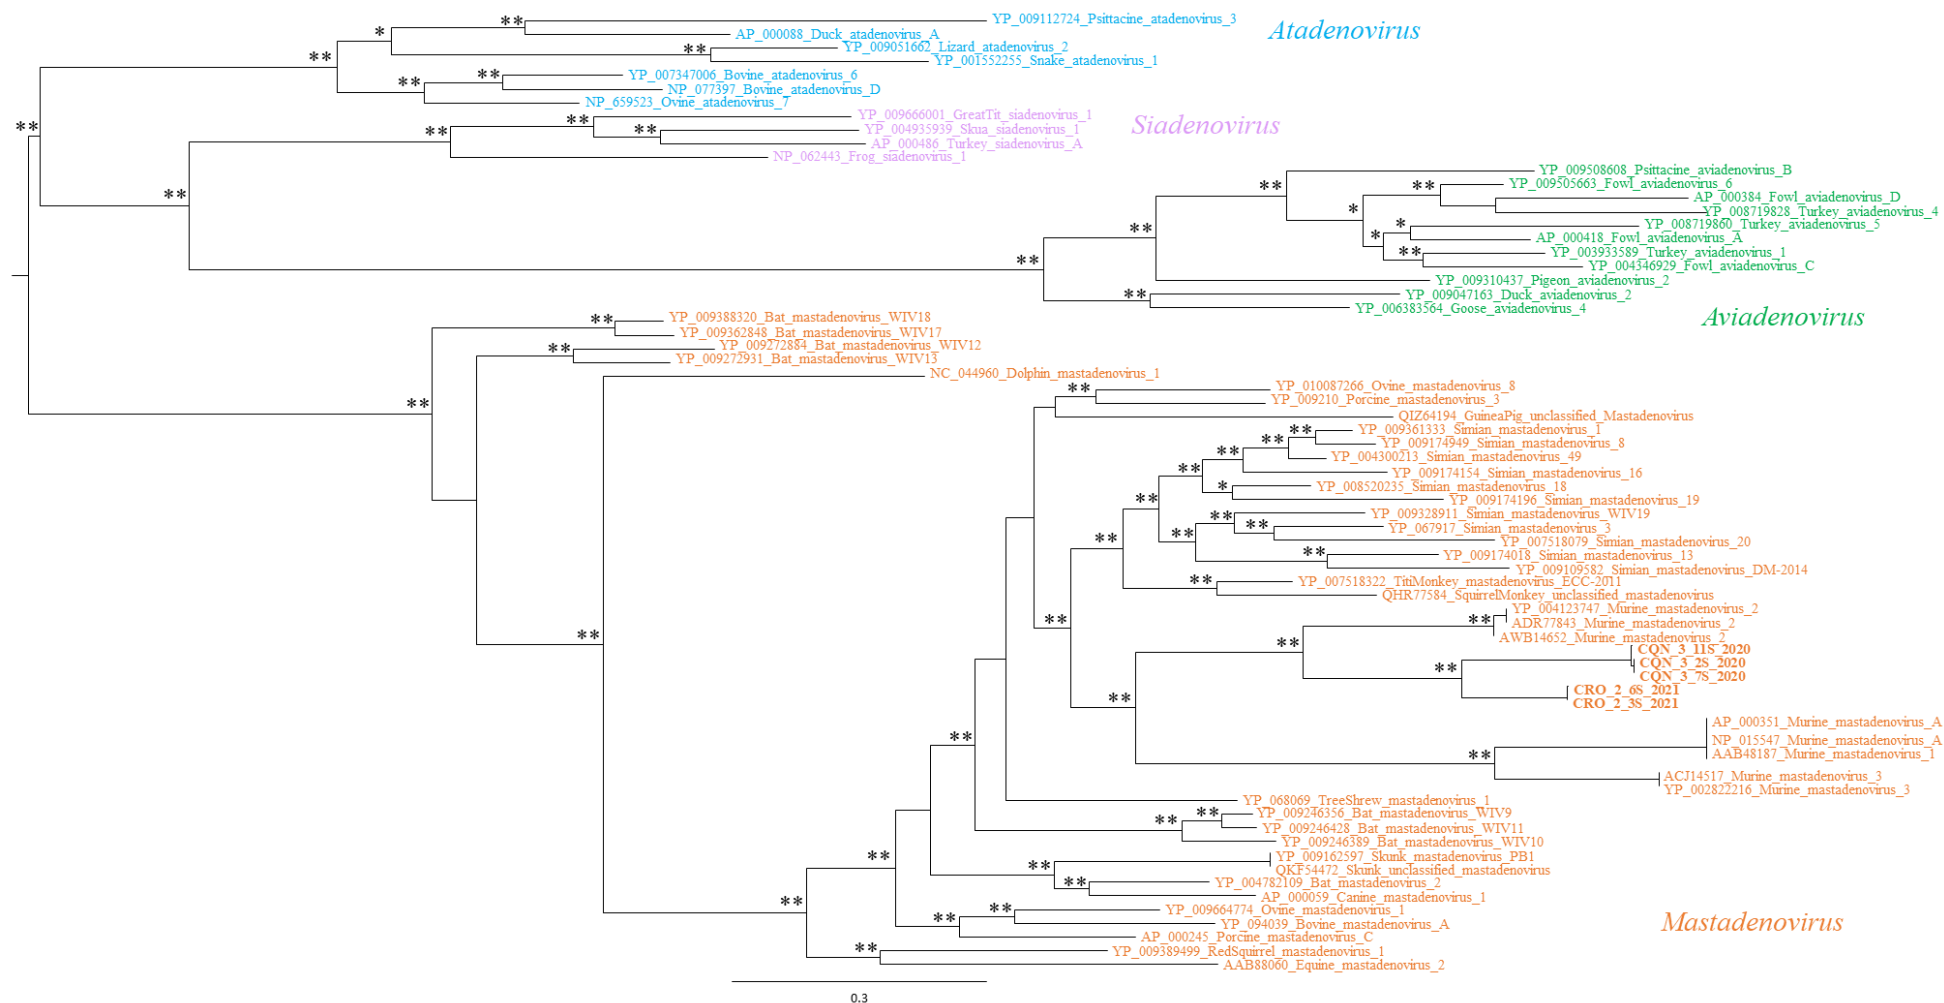 YP_009112724_Psittacine_atadenovirus_3
AP_000088_Duck_atadenovirus_A
YP_009051662_Lizard_atadenovirus_2
YP_001552255_Snake_atadenovirus_1
YP_007347006_Bovine_atadenovirus_6
NP_077397_Bovine_atadenovirus_D
NP_659523_Ovine_atadenovirus_7
Atadenovirus
YP_009666001_GreatTit_siadenovirus_1
YP_004935939_Skua_siadenovirus_1
AP_000486_Turkey_siadenovirus_A
NP_062443_Frog_siadenovirus_1
Siadenovirus
YP_009508608_Psittacine_aviadenovirus_B
YP_009505663_Fowl_aviadenovirus_6
AP_000384_Fowl_aviadenovirus_D
YP_008719828_Turkey_aviadenovirus_4
YP_008719860_Turkey_aviadenovirus_5
AP_000418_Fowl_aviadenovirus_A
YP_003933589_Turkey_aviadenovirus_1
YP_004346929_Fowl_aviadenovirus_C
YP_009310437_Pigeon_aviadenovirus_2
YP_009047163_Duck_aviadenovirus_2
YP_006383564_Goose_aviadenovirus_4
Aviadenovirus
YP_009388320_Bat_mastadenovirus_WIV18
YP_009362848_Bat_mastadenovirus_WIV17
YP_009272884_Bat_mastadenovirus_WIV12
YP_009272931_Bat_mastadenovirus_WIV13
NC_044960_Dolphin_mastadenovirus_1
YP_010087266_Ovine_mastadenovirus_8
YP_009210_Porcine_mastadenovirus_3
QIZ64194_GuineaPig_unclassified_Mastadenovirus
YP_009361333_Simian_mastadenovirus_1
YP_009174949_Simian_mastadenovirus_8
YP_004300213_Simian_mastadenovirus_49
YP_009174154_Simian_mastadenovirus_16
YP_008520235_Simian_mastadenovirus_18
YP_009174196_Simian_mastadenovirus_19
YP_009328911_Simian_mastadenovirus_WIV19
YP_067917_Simian_mastadenovirus_3
YP_007518079_Simian_mastadenovirus_20
YP_009174018_Simian_mastadenovirus_13
YP_009109582_Simian_mastadenovirus_DM-2014
YP_007518322_TitiMonkey_mastadenovirus_ECC-2011
QHR77584_SquirrelMonkey_unclassified_mastadenovirus
YP_004123747_Murine_mastadenovirus_2
ADR77843_Murine_mastadenovirus_2
AWB14652_Murine_mastadenovirus_2
CQN_3_11S_2020
CQN_3_2S_2020
CQN_3_7S_2020
CRO_2_6S_2021
CRO_2_3S_2021
AP_000351_Murine_mastadenovirus_A
NP_015547_Murine_mastadenovirus_A
AAB48187_Murine_mastadenovirus_1
ACJ14517_Murine_mastadenovirus_3
YP_002822216_Murine_mastadenovirus_3
YP_068069_TreeShrew_mastadenovirus_1
YP_009246356_Bat_mastadenovirus_WIV9
YP_009246428_Bat_mastadenovirus_WIV11
YP_009246389_Bat_mastadenovirus_WIV10
YP_009162597_Skunk_mastadenovirus_PB1
QKF54472_Skunk_unclassified_mastadenovirus
YP_004782109_Bat_mastadenovirus_2
AP_000059_Canine_mastadenovirus_1
YP_009664774_Ovine_mastadenovirus_1
YP_094039_Bovine_mastadenovirus_A
AP_000245_Porcine_mastadenovirus_C
YP_009389499_RedSquirrel_mastadenovirus_1
AAB88060_Equine_mastadenovirus_2
Mastadenovirus
0.3